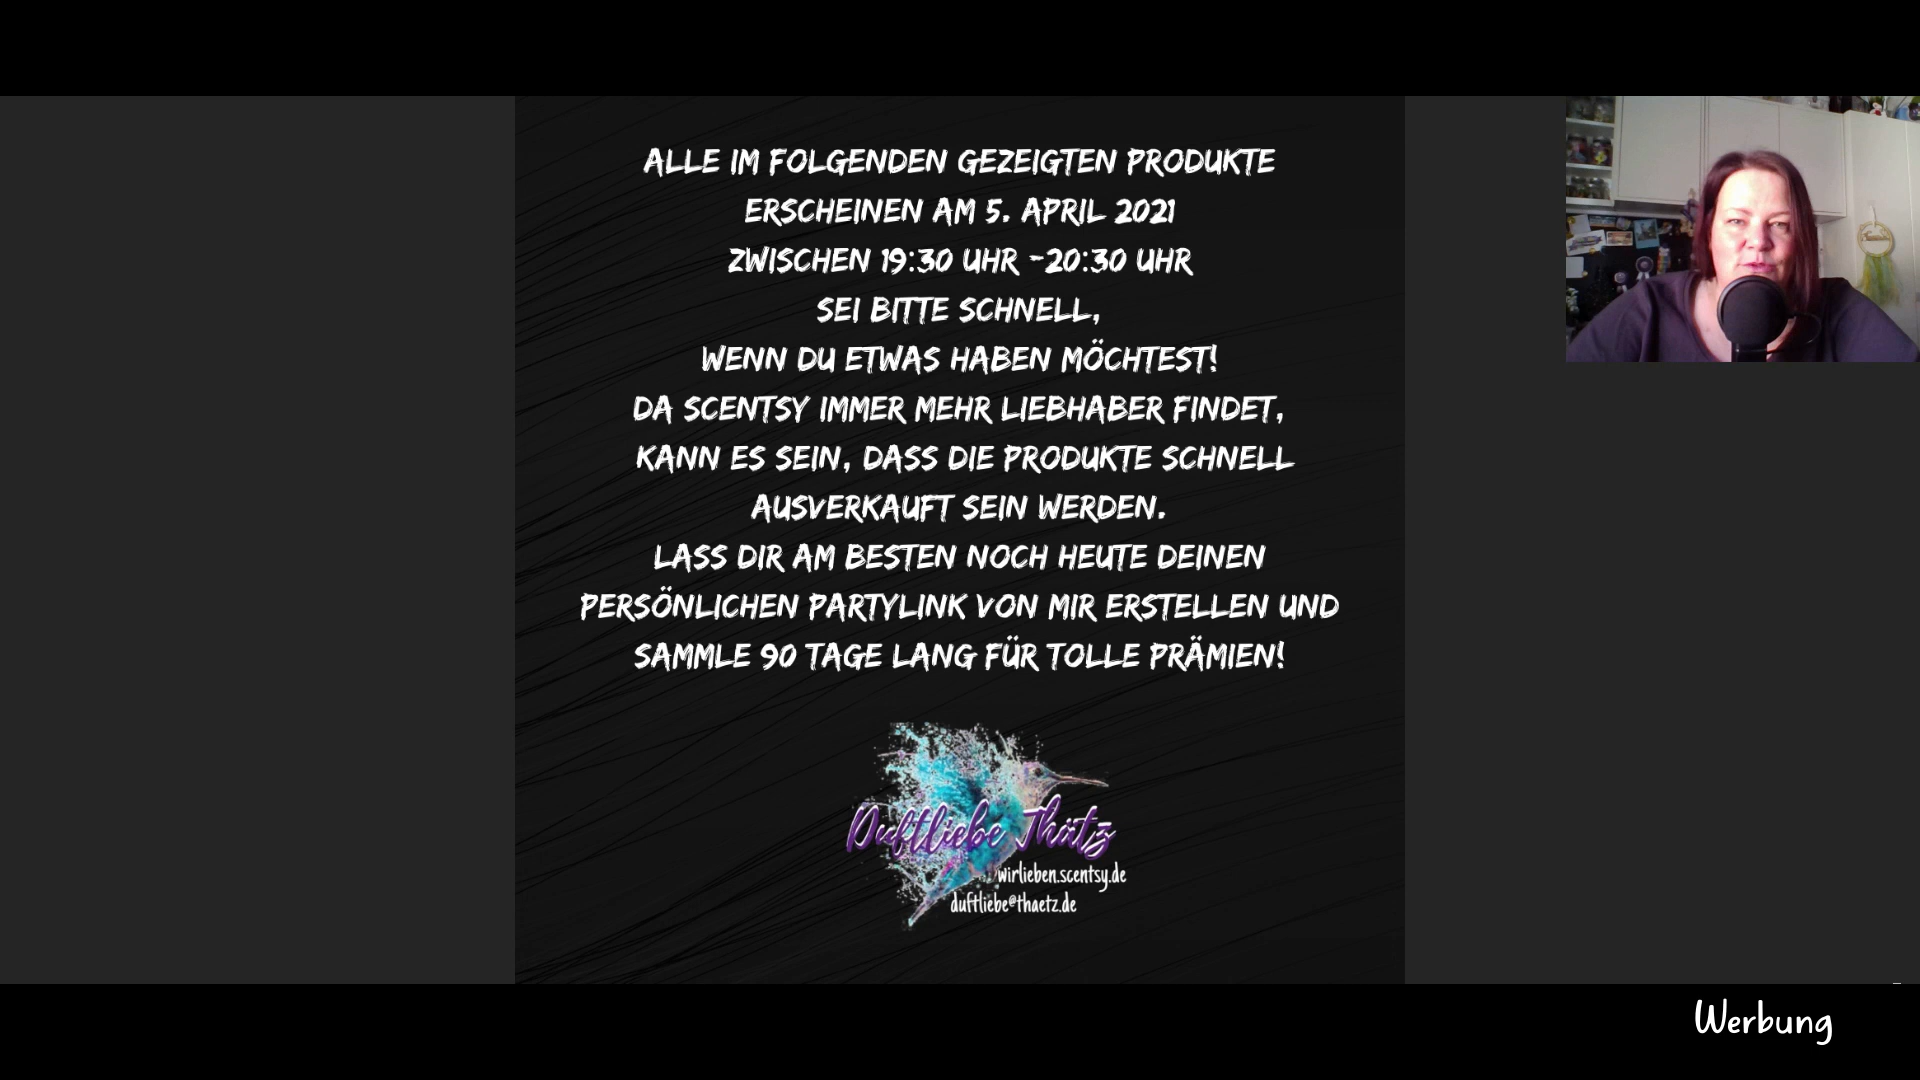 ALLE IM FOLGENDEN GEZEIGTEN PRODUKTE
ERSCHEINEN AM 5. APRIL 2021
ZWISCHEN 19:30 UHR -20:30 UHR
SEI BITTE SCHNELL,
WENN DU ETWAS HABEN MÖCHTEST!
DA SCENTSY IMMER MEHR LIEBHABER FINDET,
KANN ES SEIN, DASS DIE PRODUKTE SCHNELL
AUSVERKAUFT SEIN WERDEN.
LASS DIR AM BESTEN NOCH HEUTE DEINEN
PERSÖNLICHEN PARTYLINK VON MIR ERSTELLEN UND
SAMMLE 90 TAGE LANG FÜR TOLLE PRÄMIEN!
Duftliebe Thätz
wirlieben.scentsy.de
duftliebe@thaetz.de
Werbung